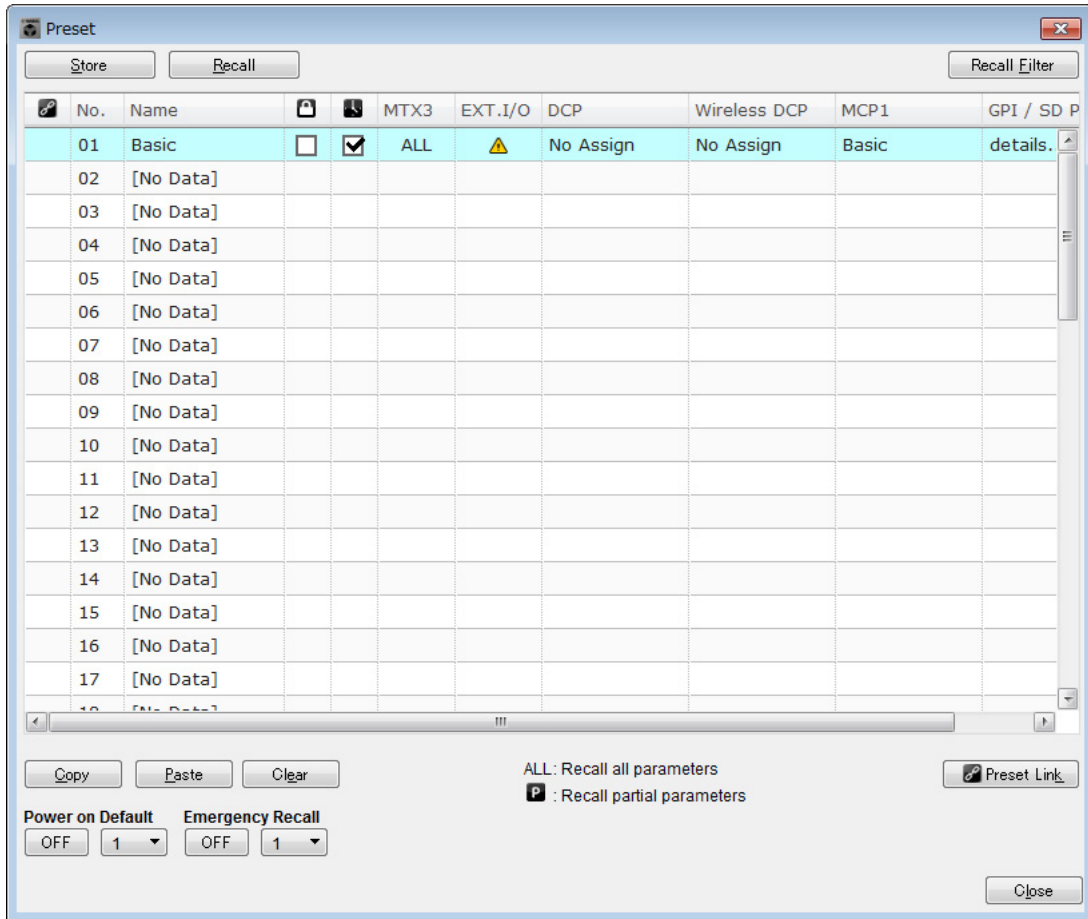 Preset
Store Recall Recall Filter
No. Name MTX3 EXT.I/O DCP Wireless DCP MCP1 GPI / SD P
01 Basic ALL No Assign No Assign Basic details.
02 [No Data]
03 [No Data]
04 [No Data]
05 [No Data]
06 [No Data]
07 [No Data]
08 [No Data]
09 [No Data]
10 [No Data]
11 [No Data]
12 [No Data]
13 [No Data]
14 [No Data]
15 [No Data]
16 [No Data]
17 [No Data]
Copy Paste Clear ALL: Recall all parameters Preset Link
P : Recall partial parameters
Power on Default Emergency Recall
OFF 1 OFF 1
Close